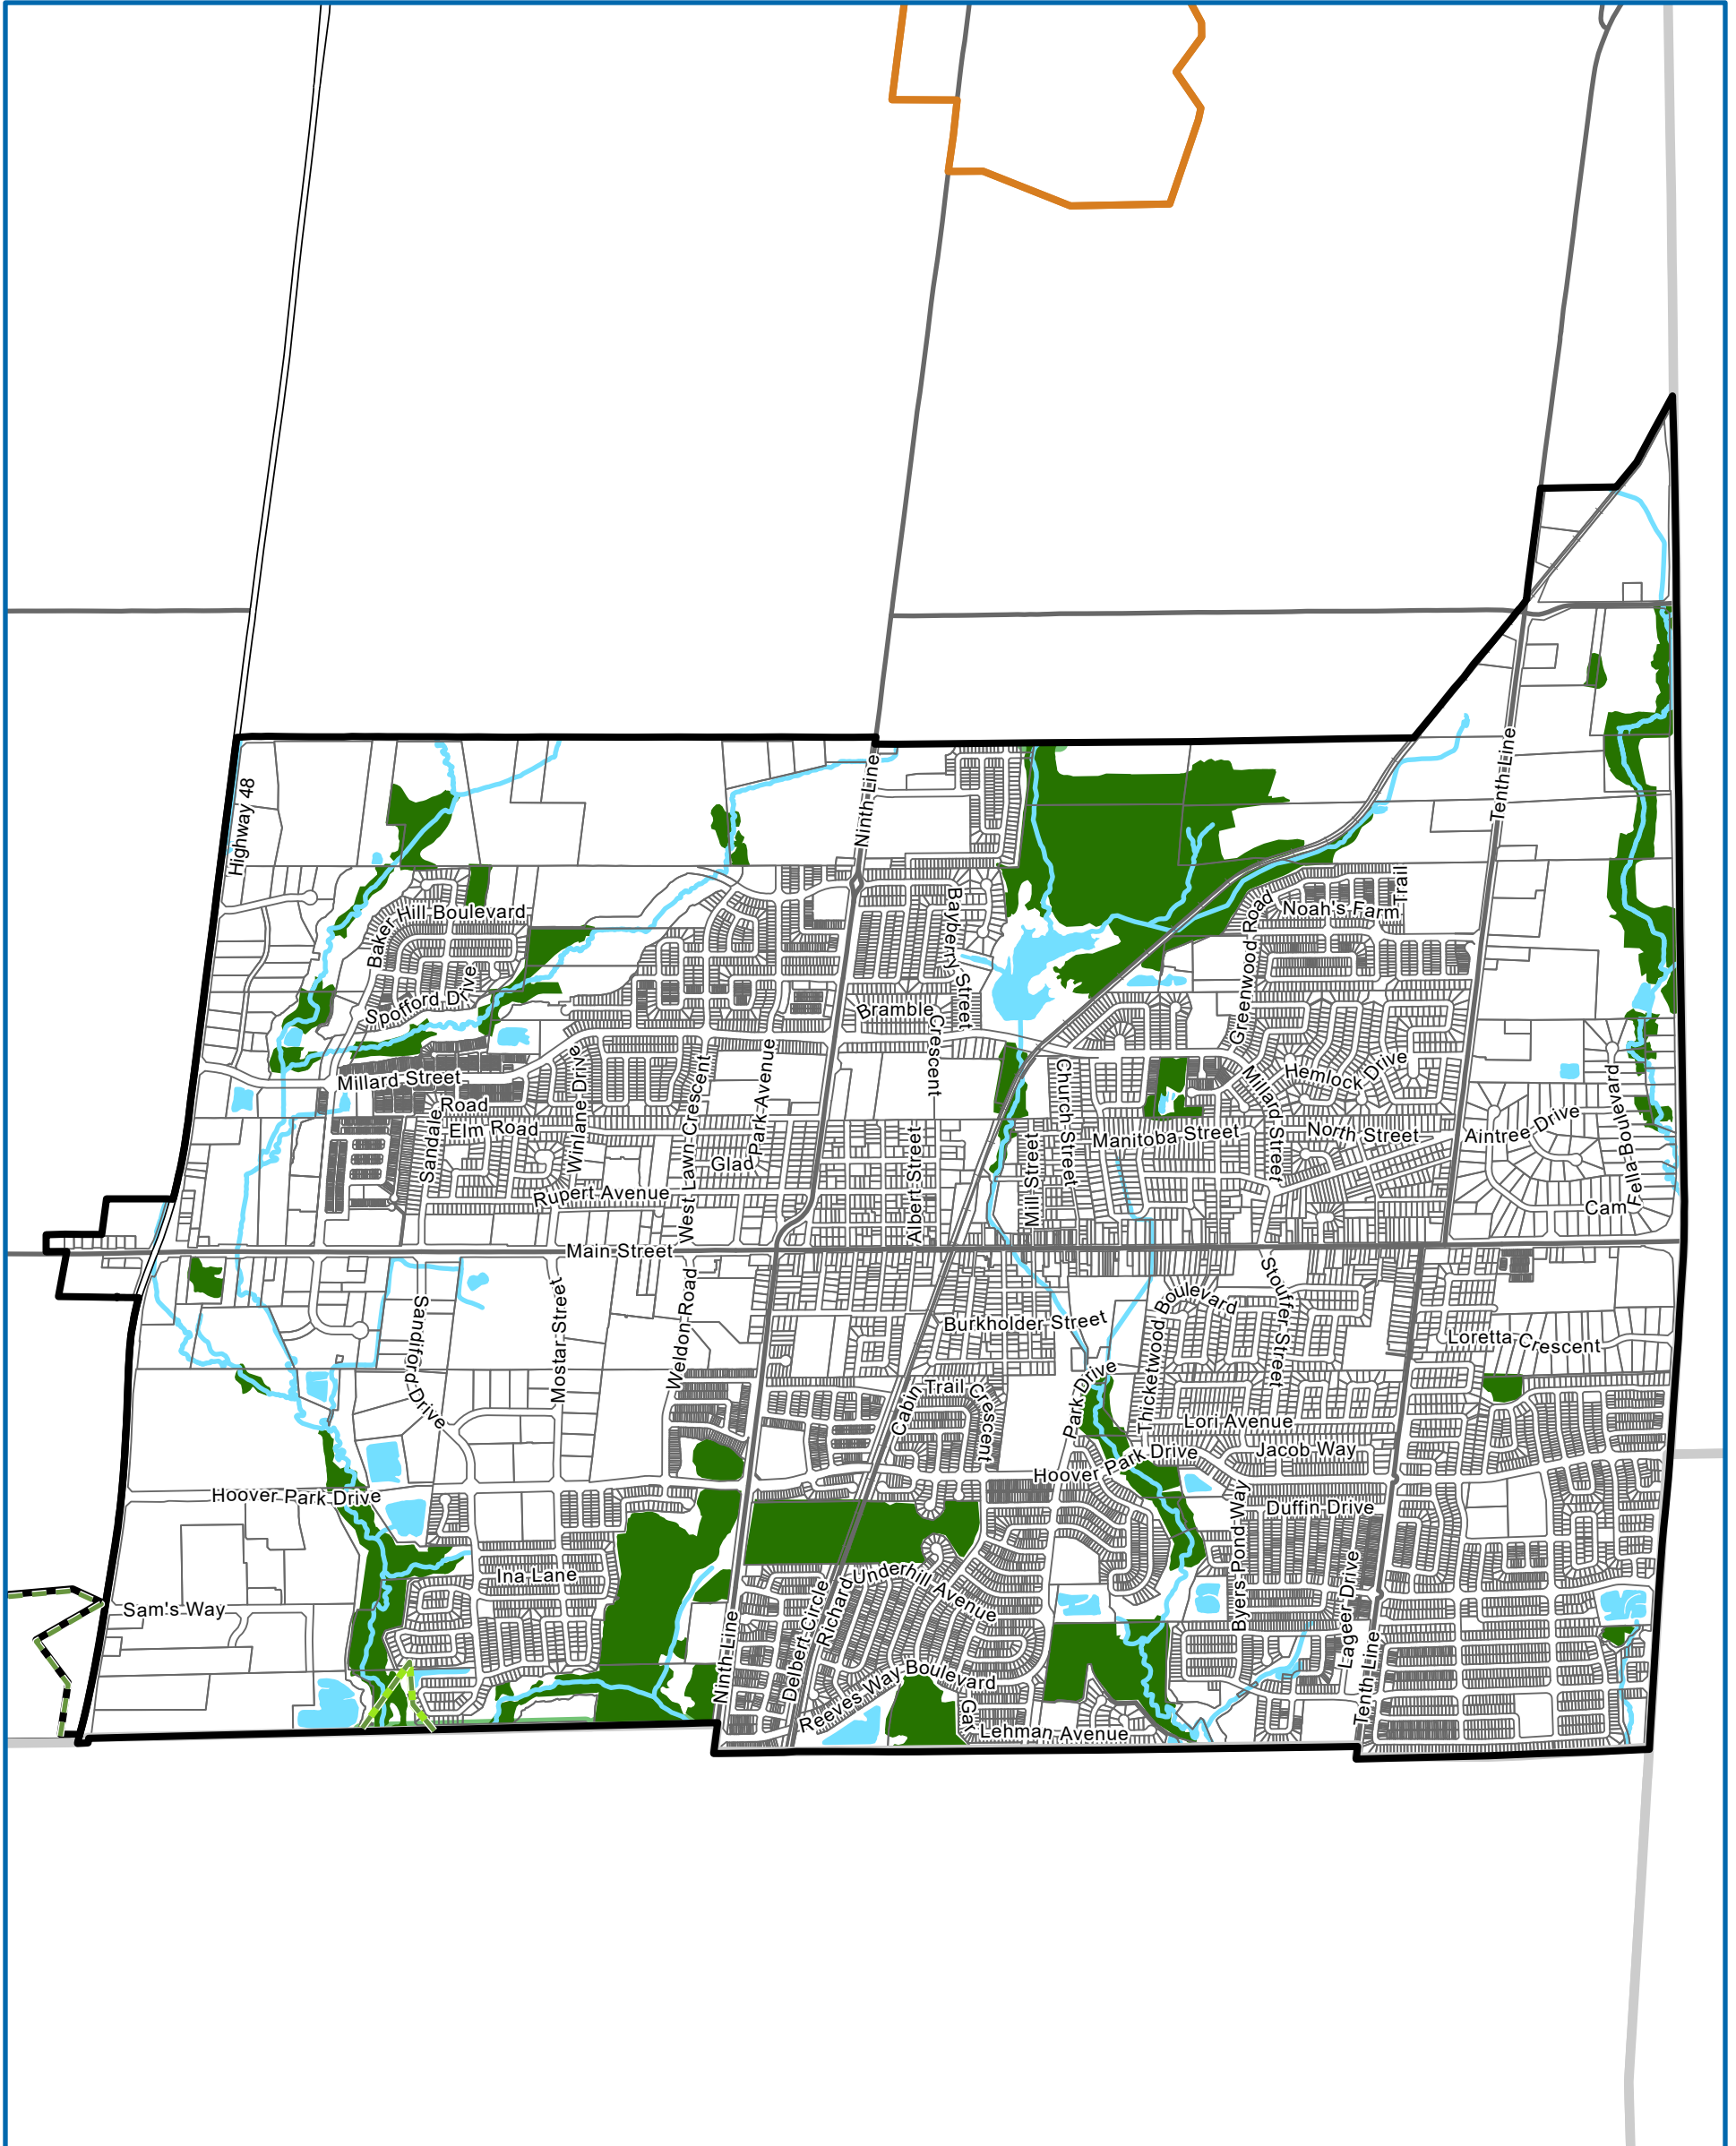 Highway 48
Ninth Line
Tenth Line
Baker
Hill Boulevard
Bayberry Street
Noah's Farm
Trail
Spofford Drive
Bramble
Crescent
Greenwood Road
Millard Street
Winlane Drive
West Lawn Crescent
Park Avenue
Church Street
Millard Street
Hemlock Drive
Sandale
Road
Elm Road
Glad
Albert Street
Mill Street
Manitoba Street
North Street
Aintree Drive
Fella Boulevard
Cam
Rupert Avenue
Main Street
Sandiford Drive
Mostar Street
Weldon Road
Burkholder Street
Thicketwood Boulevard
Stouffer Street
Loretta Crescent
Cabin
Trail
Crescent
Park Drive
Lori Avenue
Jacob Way
Hoover Park Drive
Hoover Park Drive
Byers Pond Way
Duffin Drive
Ina Lane
Sam's Way
Ninth Line
Delbert Circle
Richard
Underhill Avenue
Lageer Drive
Tenth Line
Reeves Way Boulevard
Gar
Lehman Avenue